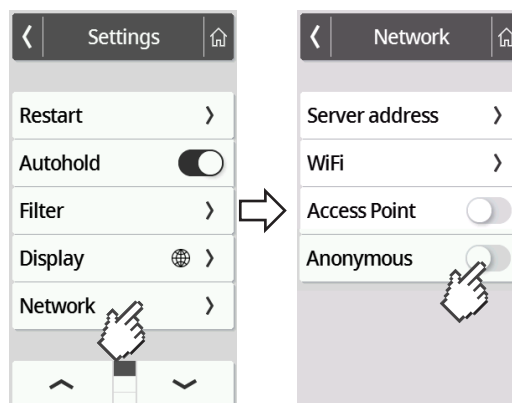 Settings
Restart
Autohold
Filter
Display
Network
Network
Server address
WiFi
Access Point
Anonymous